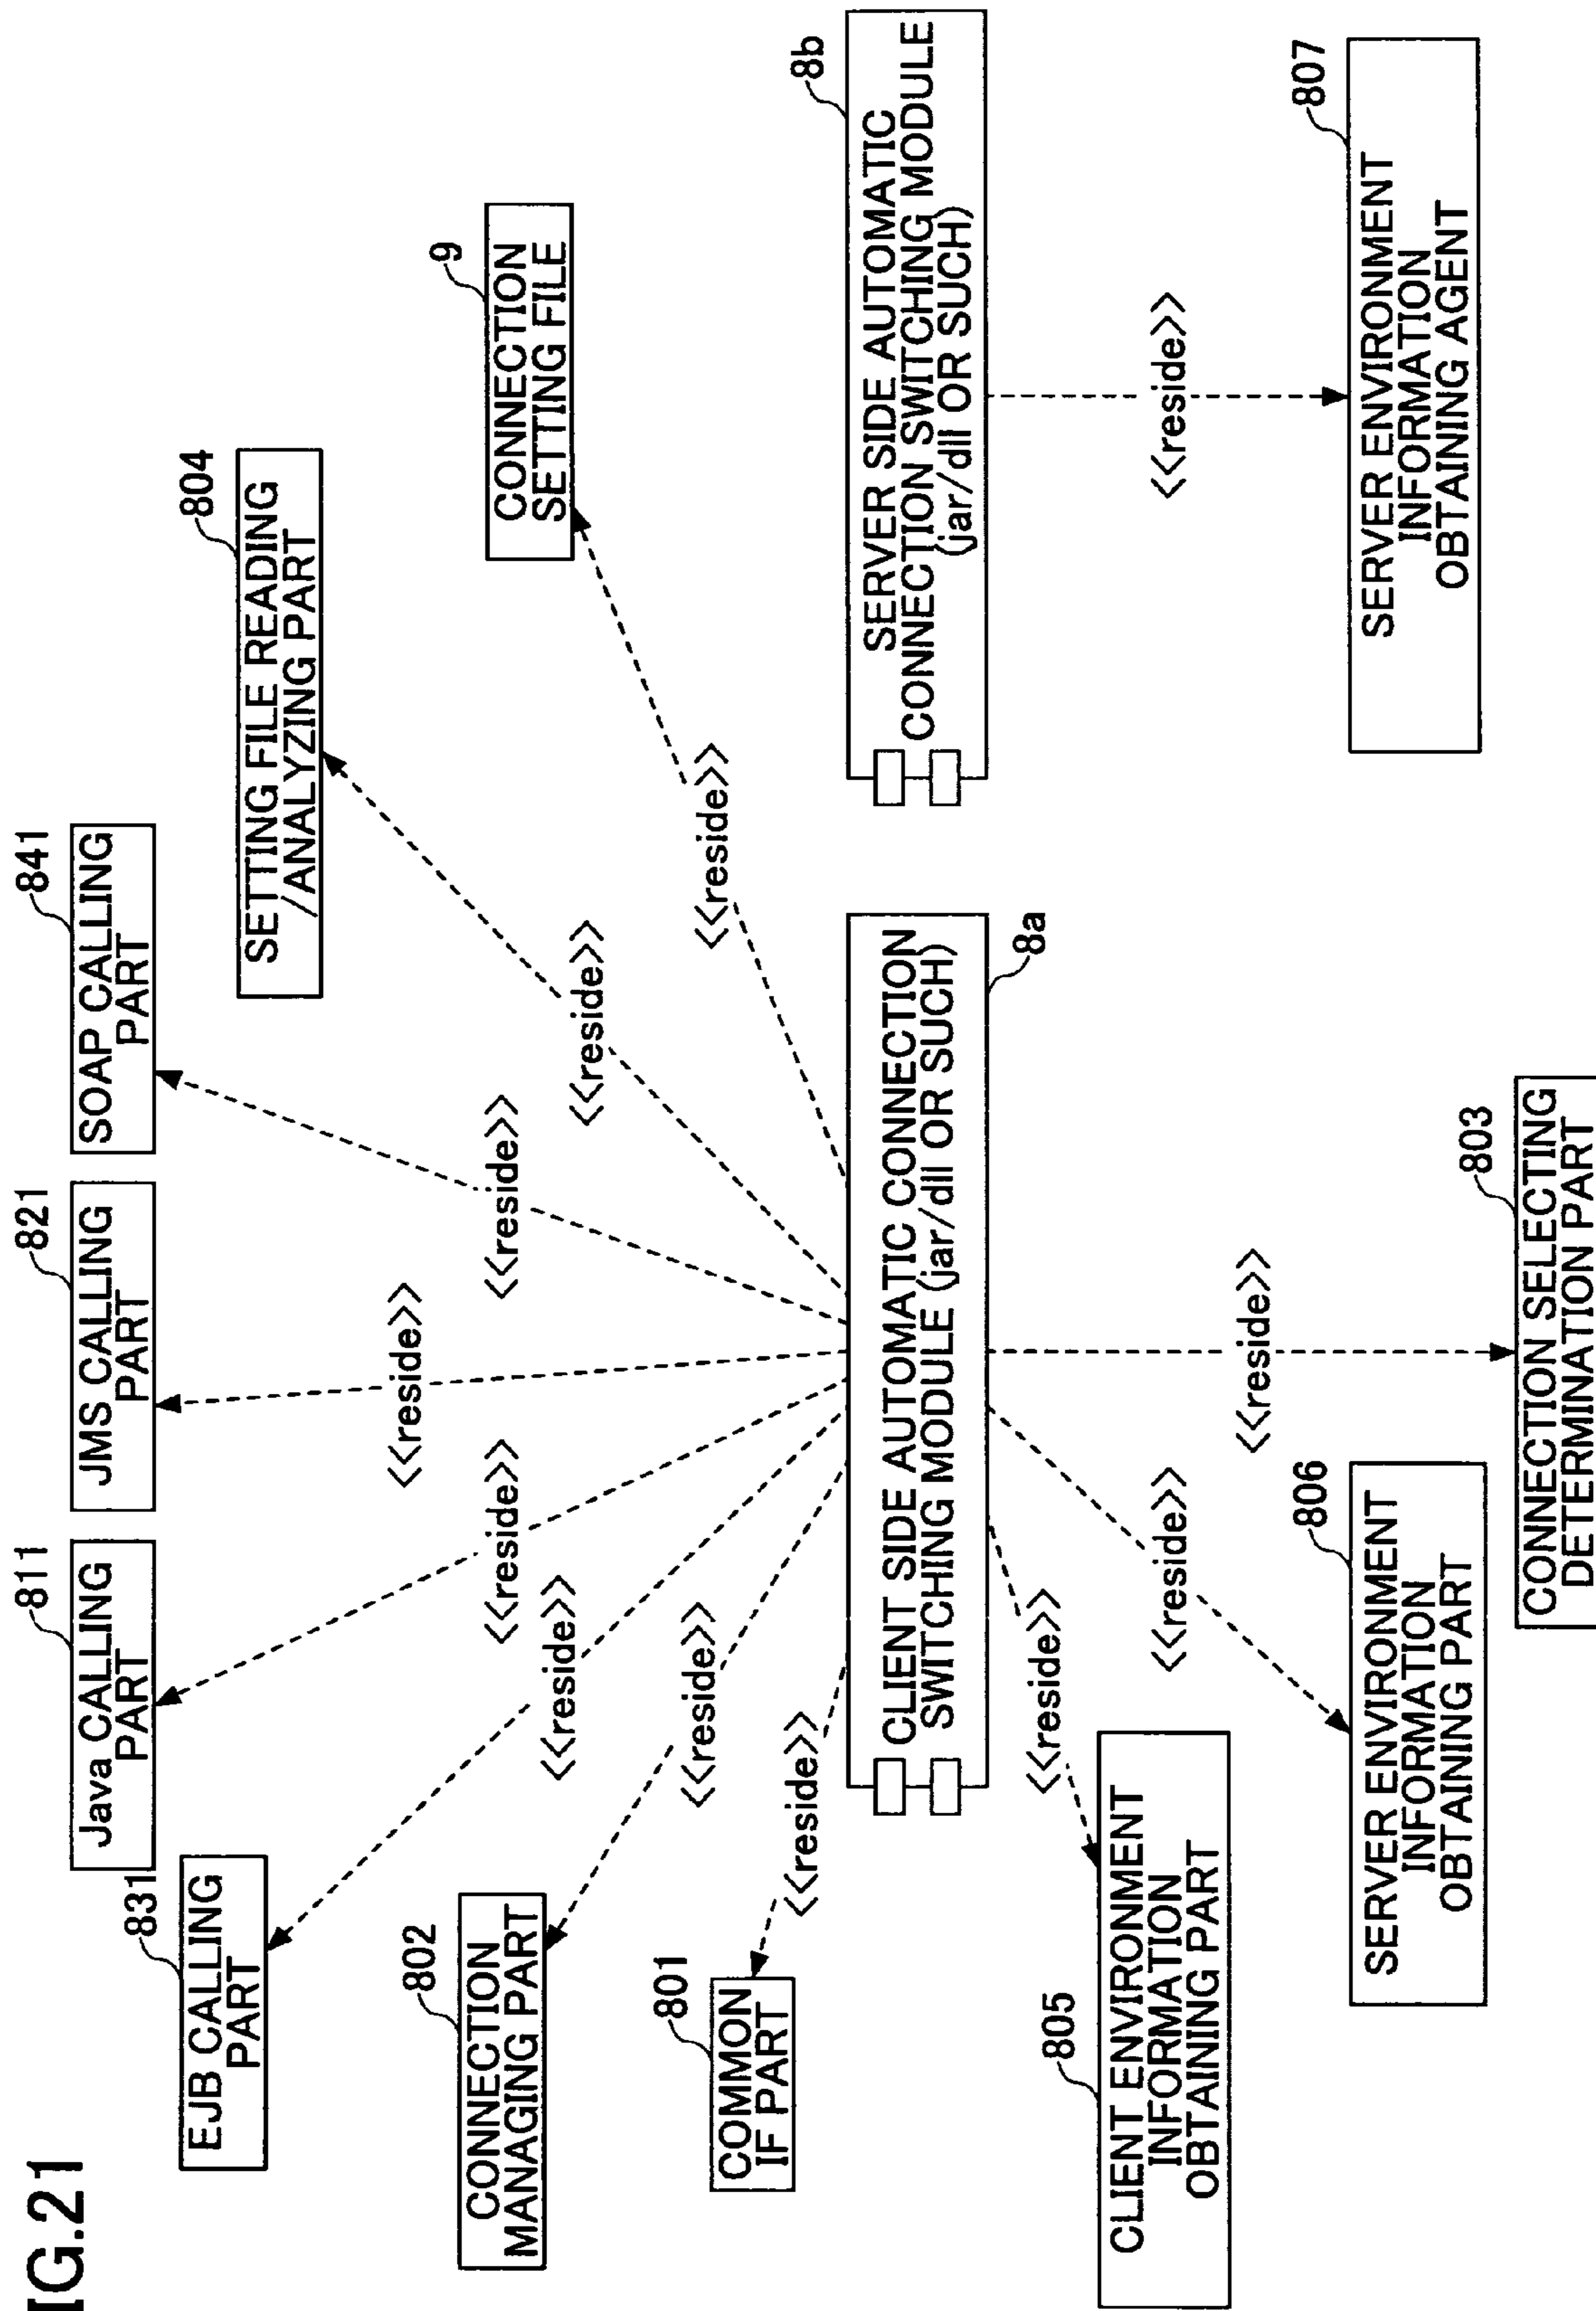 IG.21
831
EJB CALLING
PART
811
Java CALLING
PART
821
JMS CALLING
PART
841
SOAP CALLING
PART
804
SETTING FILE READING
/ANALYZING PART
9
CONNECTION
SETTING FILE
802
CONNECTION
MANAGING PART
801
COMMON
IF PART
<<reside>>
<<reside>>
<<reside>>
<<reside>>
<<reside>>
<<reside>>
<<reside>>
<<reside>>
CLIENT SIDE AUTOMATIC CONNECTION
SWITCHING MODULE (jar/dll OR SUCH)
8a
8b
SERVER SIDE AUTOMATIC
CONNECTION SWITCHING MODULE
(jar/dll OR SUCH)
<<reside>>
<<reside>>
<<reside>>
<<reside>>
805
CLIENT ENVIRONMENT
INFORMATION
OBTAINING PART
806
SERVER ENVIRONMENT
INFORMATION
OBTAINING PART
803
CONNECTION SELECTING
DETERMINATION PART
807
SERVER ENVIRONMENT
INFORMATION
OBTAINING AGENT